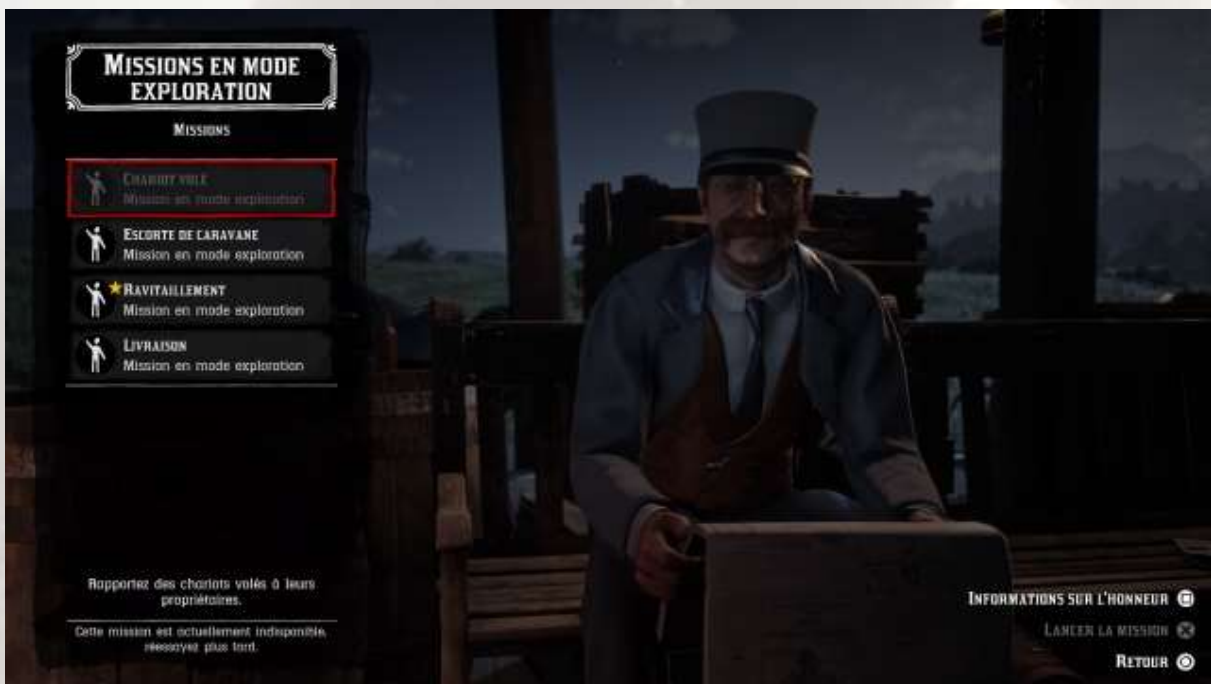 MISSIONS EN MODE
EXPLORATION
MISSIONS
CHARIOT VOLÉ
Mission en mode exploration
ESCORTE DE CARAVANE
Mission en mode exploration
RAVITAILLEMENT
Mission en mode exploration
LIVRAISON
Mission en mode exploration
Rapportez des chariots volés à leurs
propriétaires.
Cette mission est actuellement indisponible,
réessayez plus tard.
INFORMATIONS SUR L'HONNEUR
LANCER LA MISSION
RETOUR